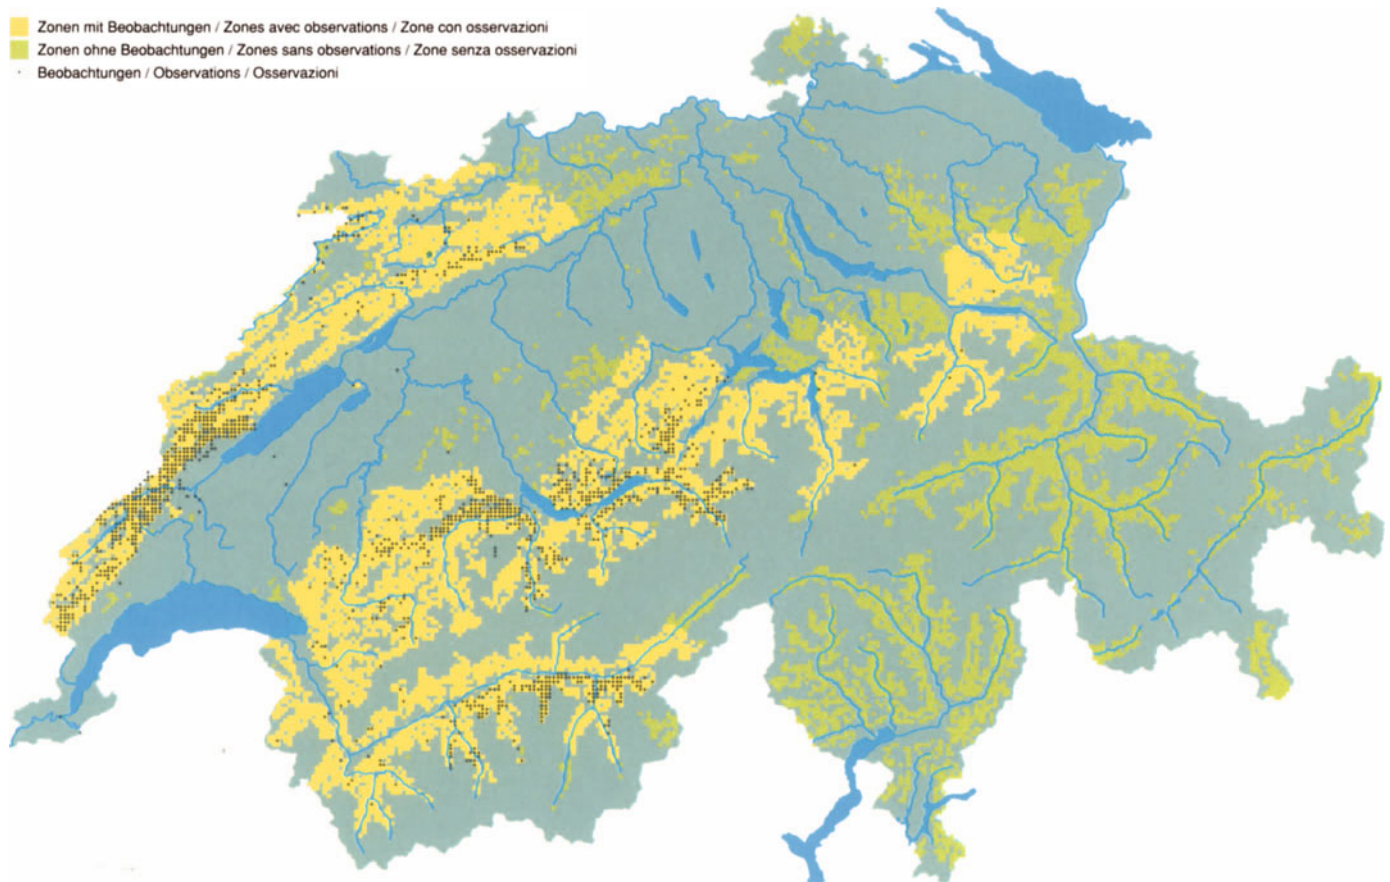 Zonen mit Beobachtungen / Zones avec observations / Zone con osservazioni
Zonen ohne Beobachtungen / Zones sans observations / Zone senza osservazioni
Beobachtungen / Observations / Osservazioni